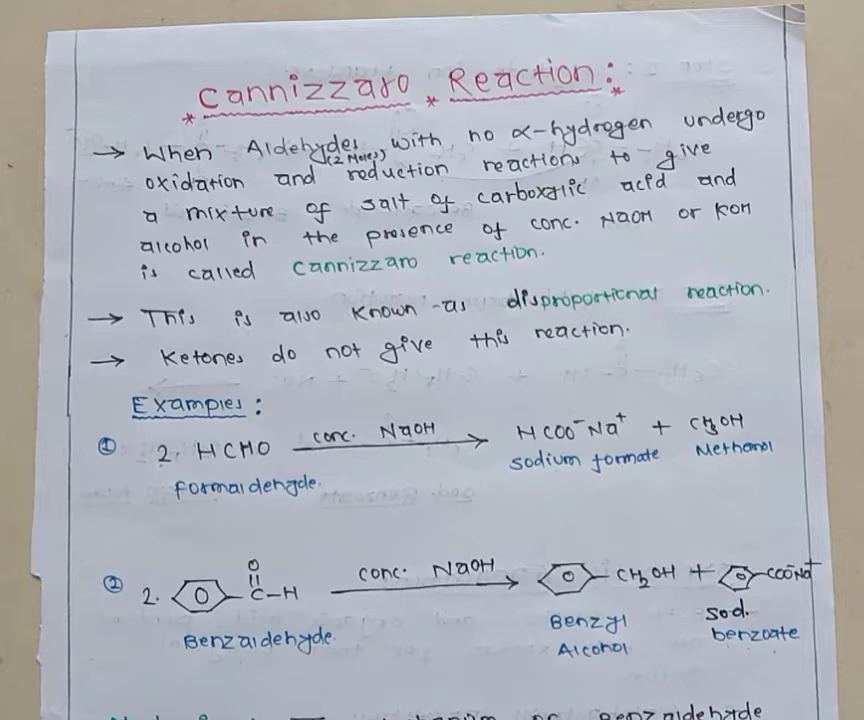 Cannizzaro Reaction:
→ When Aldehydes (2 Moles) with no α-hydrogen undergo
oxidation and reduction reactions to give
a mixture of salt of carboxylic acid and
alcohol in the presence of conc. NaOH or KOH
is called Cannizzaro reaction.
→ This is also known -as disproportional reaction.
→ Ketones do not give this reaction.
Examples:
① 2. HCHO conc. NaOH → HCOO⁻Na⁺ + CH₃OH
formaldehyde. sodium formate Methanol
② 2. O
C-H conc. NaOH → CH₂OH + COO⁻Na⁺
Benzaldehyde. Benzyl Alcohol Sod. benzoate
Benzaldehyde